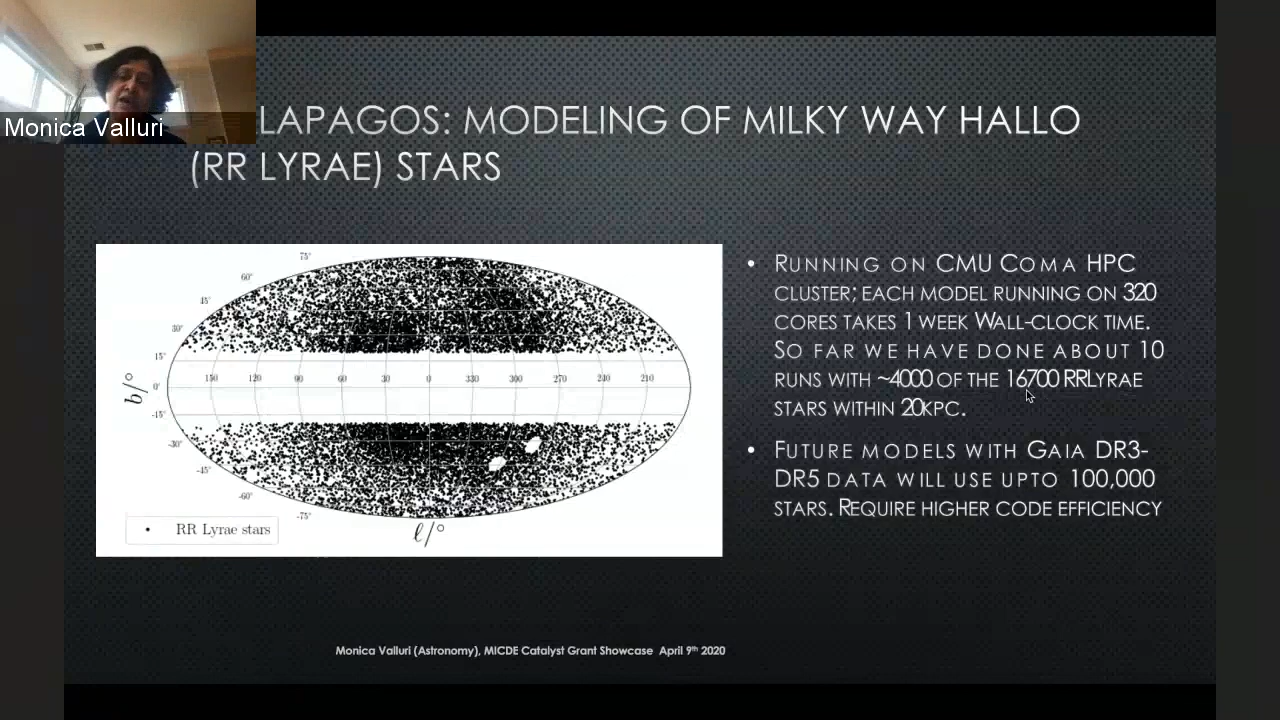 Monica Valluri
LAPAGOS: MODELING OF MILKY WAY HALLO
(RR LYRAE) STARS
75°
60°
45°
30°
15°
0°
-15°
-30°
-45°
-60°
-75°
150 120 90 60 30 0 330 300 270 240 210
b/°
ℓ/°
• RR Lyrae stars
• RUNNING ON CMU COMA HPC
CLUSTER; EACH MODEL RUNNING ON 320
CORES TAKES 1 WEEK WALL-CLOCK TIME.
SO FAR WE HAVE DONE ABOUT 10
RUNS WITH ~4000 OF THE 16700 RRLYRAE
STARS WITHIN 20KPC.
• FUTURE MODELS WITH GAIA DR3-
DR5 DATA WILL USE UPTO 100,000
STARS. REQUIRE HIGHER CODE EFFICIENCY
Monica Valluri (Astronomy), MICDE Catalyst Grant Showcase April 9th 2020